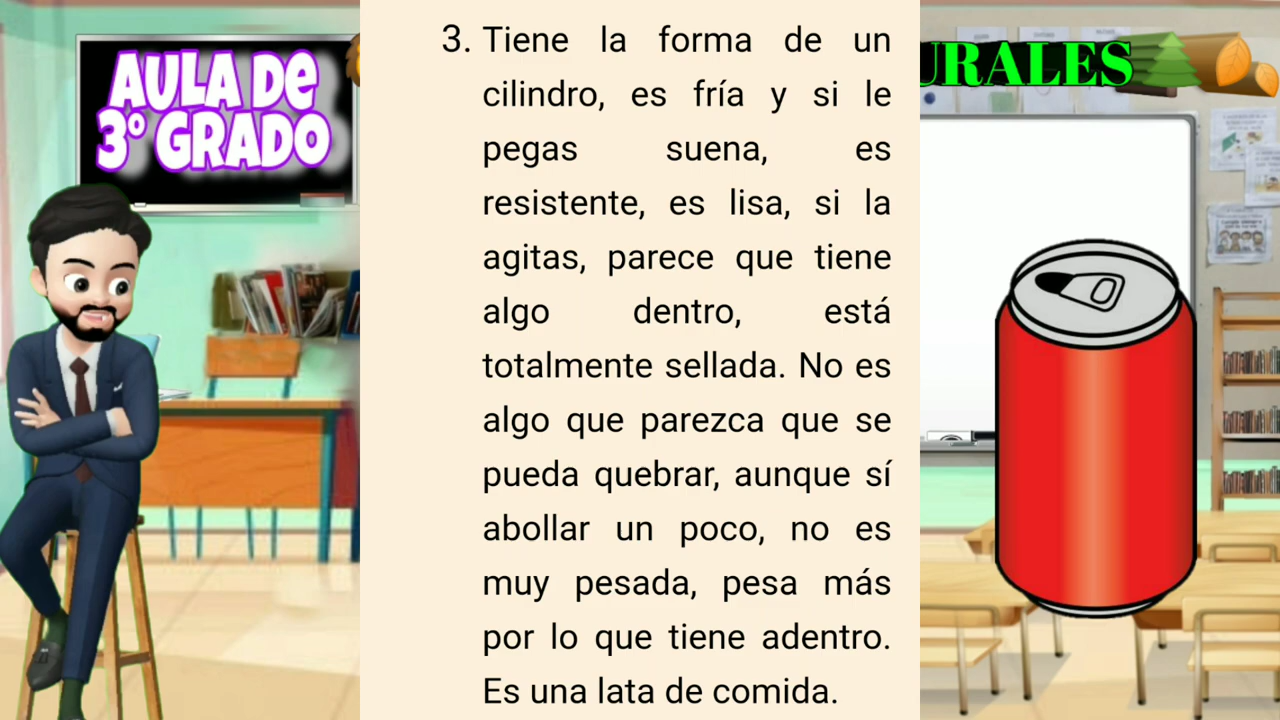 AULA De
3° GRADO
URALES
3. Tiene la forma de un
cilindro, es fría y si le
pegas suena, es
resistente, es lisa, si la
agitas, parece que tiene
algo dentro, está
totalmente sellada. No es
algo que parezca que se
pueda quebrar, aunque sí
abollar un poco, no es
muy pesada, pesa más
por lo que tiene adentro.
Es una lata de comida.